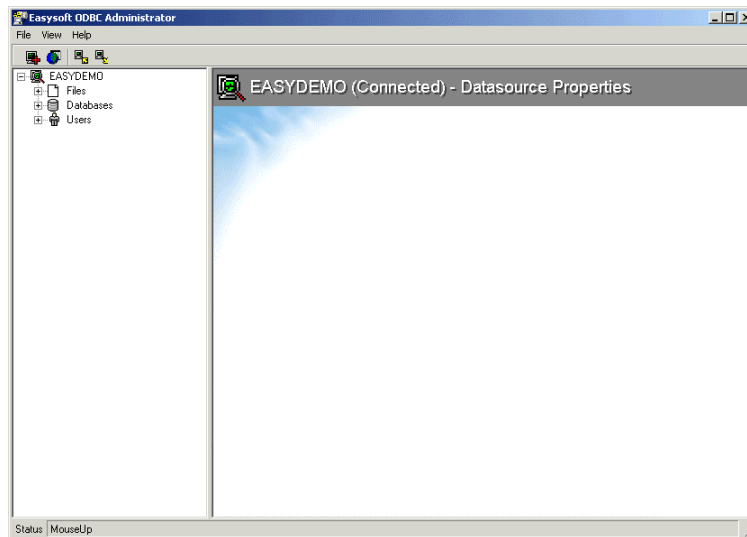 Easysoft ODBC Administrator
File View Help
EASYDEMO
Files
Databases
Users
EASYDEMO (Connected) - Datasource Properties
Status MouseUp